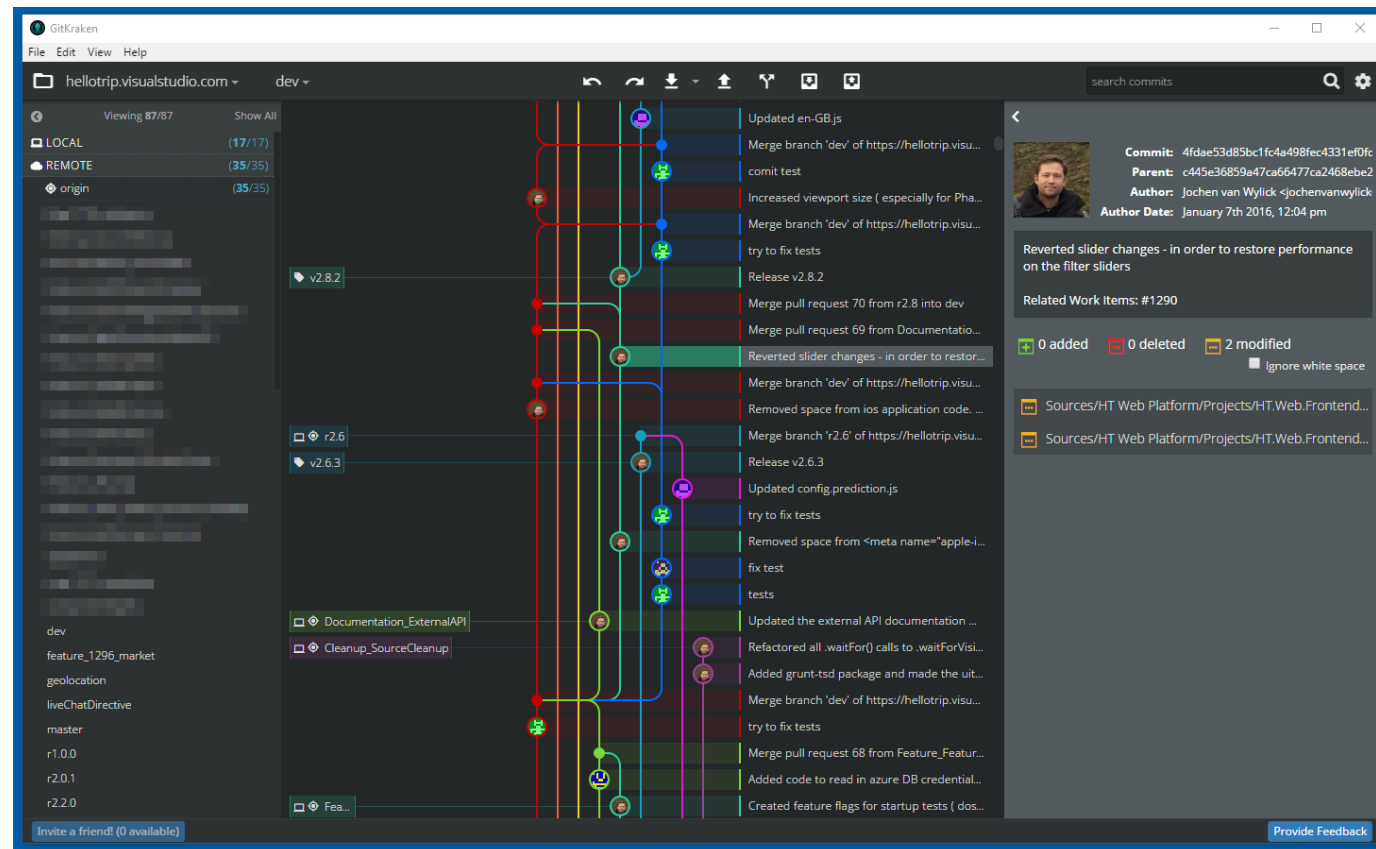 GitKraken
File Edit View Help
hellotrip.visualstudio.com dev
search commits
Viewing 87/87 Show All
LOCAL (17/17)
REMOTE (35/35)
origin (35/35)
dev
feature_1296_market
geolocation
liveChatDirective
master
r1.0.0
r2.0.1
r2.2.0
Invite a friend! (0 available)
Updated en-GB.js
Merge branch 'dev' of https://hellotrip.visu...
comit test
Increased viewport size ( especially for Pha...
Merge branch 'dev' of https://hellotrip.visu...
try to fix tests
v2.8.2 Release v2.8.2
Merge pull request 70 from r2.8 into dev
Merge pull request 69 from Documentatio...
Reverted slider changes - in order to restor...
Merge branch 'dev' of https://hellotrip.visu...
Removed space from ios application code. ...
r2.6 Merge branch 'r2.6' of https://hellotrip.visu...
v2.6.3 Release v2.6.3
Updated config.prediction.js
try to fix tests
Removed space from <meta name="apple-i...
fix test
tests
Documentation_ExternalAPI Updated the external API documentation ...
Cleanup_SourceCleanup Refactored all .waitFor() calls to .waitForVisi...
Added grunt-tsd package and made the uit...
Merge branch 'dev' of https://hellotrip.visu...
try to fix tests
Merge pull request 68 from Feature_Featur...
Added code to read in azure DB credential...
Fea... Created feature flags for startup tests ( dos...
Commit: 4fdae53d85bc1fc4a498fec4331ef0fc
Parent: c445e36859a47ca66477ca2468ebe2
Author: Jochen van Wylick <jochenvanwylick
Author Date: January 7th 2016, 12:04 pm
Reverted slider changes - in order to restore performance
on the filter sliders
Related Work Items: #1290
0 added 0 deleted 2 modified
Ignore white space
Sources/HT Web Platform/Projects/HT.Web.Frontend...
Sources/HT Web Platform/Projects/HT.Web.Frontend...
Provide Feedback